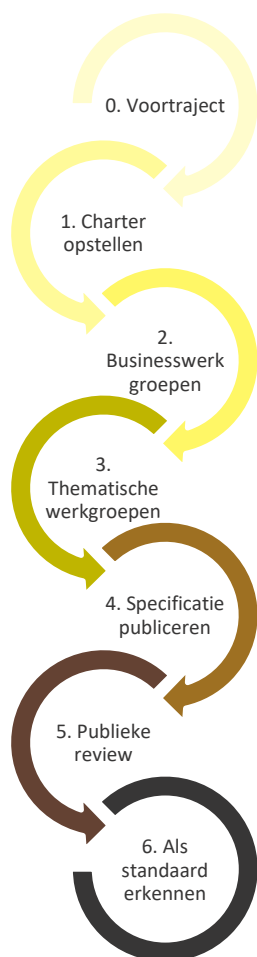 0. Voortraject
1. Charter
opstellen
2.
Businesswerk
groepen
3.
Thematische
werkgroepen
4. Specificatie
publiceren
5. Publieke
review
6. Als
standaard
erkennen